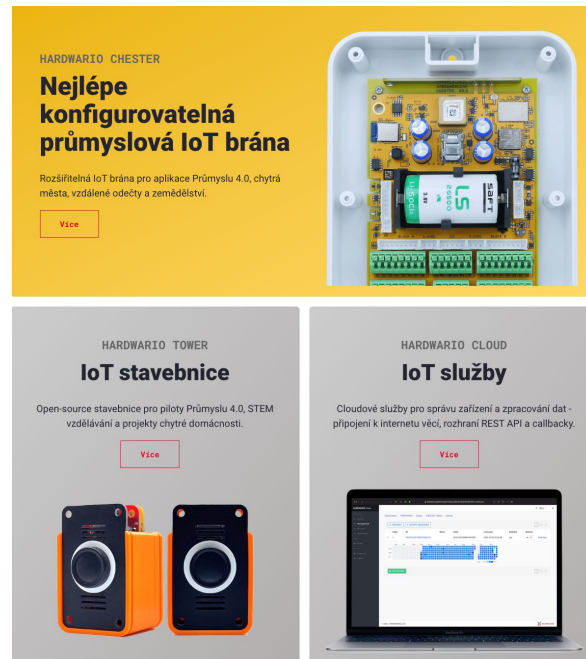 HARDWARIO CHESTER
Nejlépe
konfigurovatelná
průmyslová IoT brána
Rozšiřitelná IoT brána pro aplikace Průmyslu 4.0, chytrá
města, vzdálené odečty a zemědělství.
Více
saft
LS
26500
3.6V
Li-SOCl2
HARDWARIO TOWER
IoT stavebnice
Open-source stavebnice pro piloty Průmyslu 4.0, STEM
vzdělávání a projekty chytré domácnosti.
Více
HARDWARIO CLOUD
IoT služby
Cloudové služby pro správu zařízení a zpracování dat -
připojení k internetu věcí, rozhraní REST API a callbacky.
Více